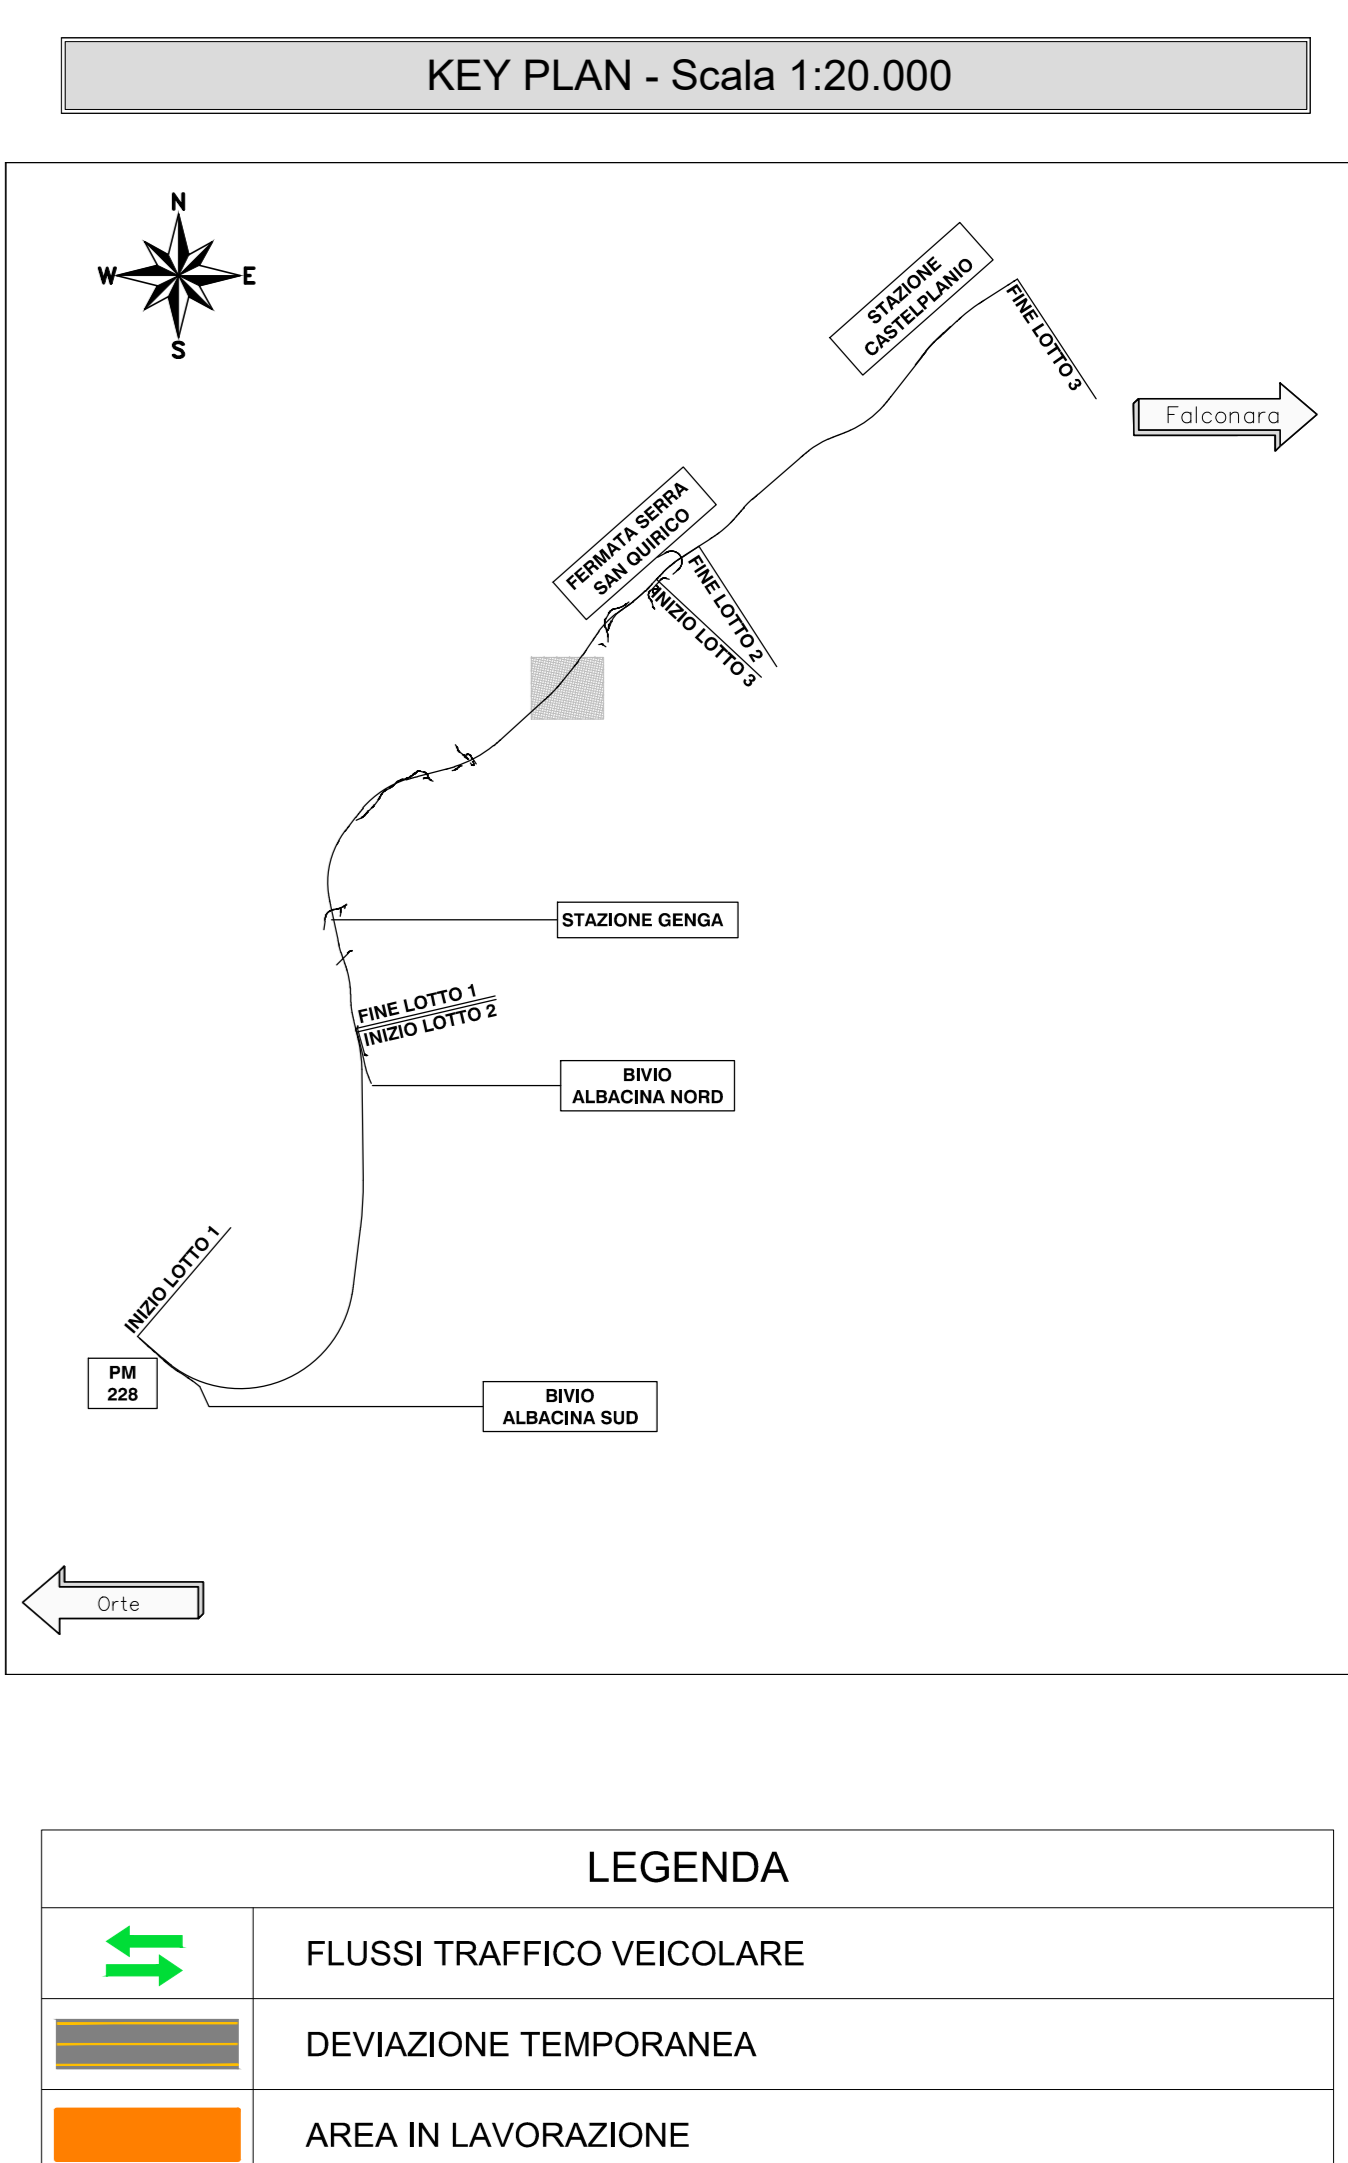 KEY PLAN - Scala 1:20.000
N
W
E
S
STAZIONE
CASTELPLANIO
FINE LOTTO 3
Falconara
FERMATA SERRA
SAN QUIRICO
FINE LOTTO 2
INIZIO LOTTO 3
STAZIONE GENGA
FINE LOTTO 1
INIZIO LOTTO 2
BIVIO
ALBACINA NORD
INIZIO LOTTO 1
PM
228
BIVIO
ALBACINA SUD
Orte
LEGENDA
FLUSSI TRAFFICO VEICOLARE
DEVIAZIONE TEMPORANEA
AREA IN LAVORAZIONE